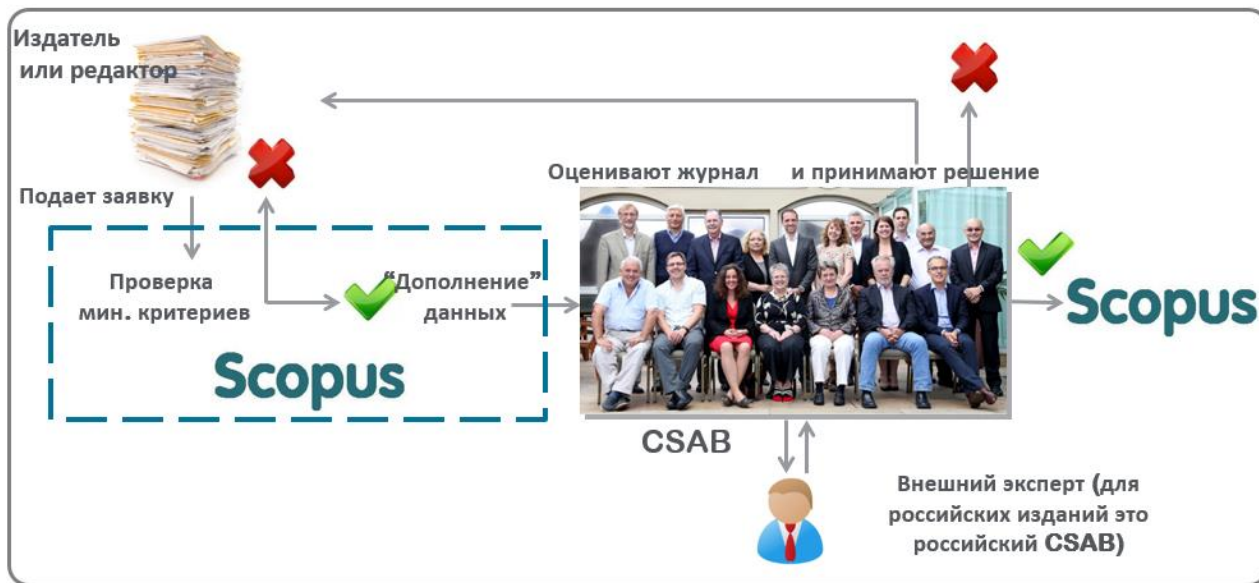 Издатель
или редактор
Подает заявку
Проверка
мин. критериев
“Дополнение”
данных
Scopus
Оценивают журнал
и принимают решение
CSAB
Внешний эксперт (для
российских изданий это
российский CSAB)
Scopus